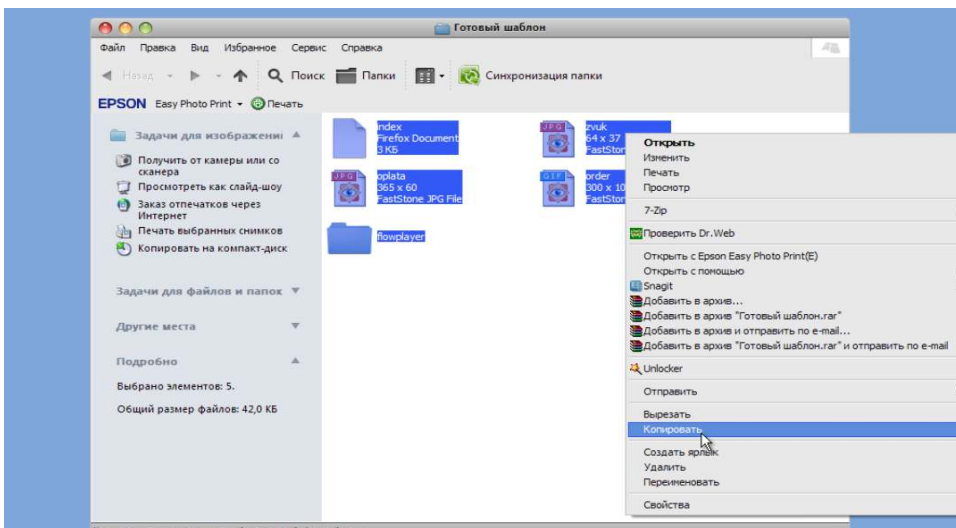 Готовый шаблон
Файл Правка Вид Избранное Сервис Справка
Назад Поиск Папки Синхронизация папки
EPSON Easy Photo Print Печать
Задачи для изображени
Получить от камеры или со
сканера
Просмотреть как слайд-шоу
Заказ отпечатков через
Интернет
Печать выбранных снимков
Копировать на компакт-диск
Задачи для файлов и папок
Другие места
Подробно
Выбрано элементов: 5.
Общий размер файлов: 42,0 КБ
index
Firefox Document
3 КБ
JPG
zvuk
64 x 37
FastStor
JPG
oplata
365 x 60
FastStone JPG File
GIF
order
300 x 10
FastStor
flowplayer
Открыть
Изменить
Печать
Просмотр
7-Zip
Проверить Dr.Web
Открыть с Epson Easy Photo Print(E)
Открыть с помощью
Snagit
Добавить в архив...
Добавить в архив "Готовый шаблон.rar"
Добавить в архив и отправить по e-mail...
Добавить в архив "Готовый шаблон.rar" и отправить по e-mail
Unlocker
Отправить
Вырезать
Копировать
Создать ярлык
Удалить
Переименовать
Свойства